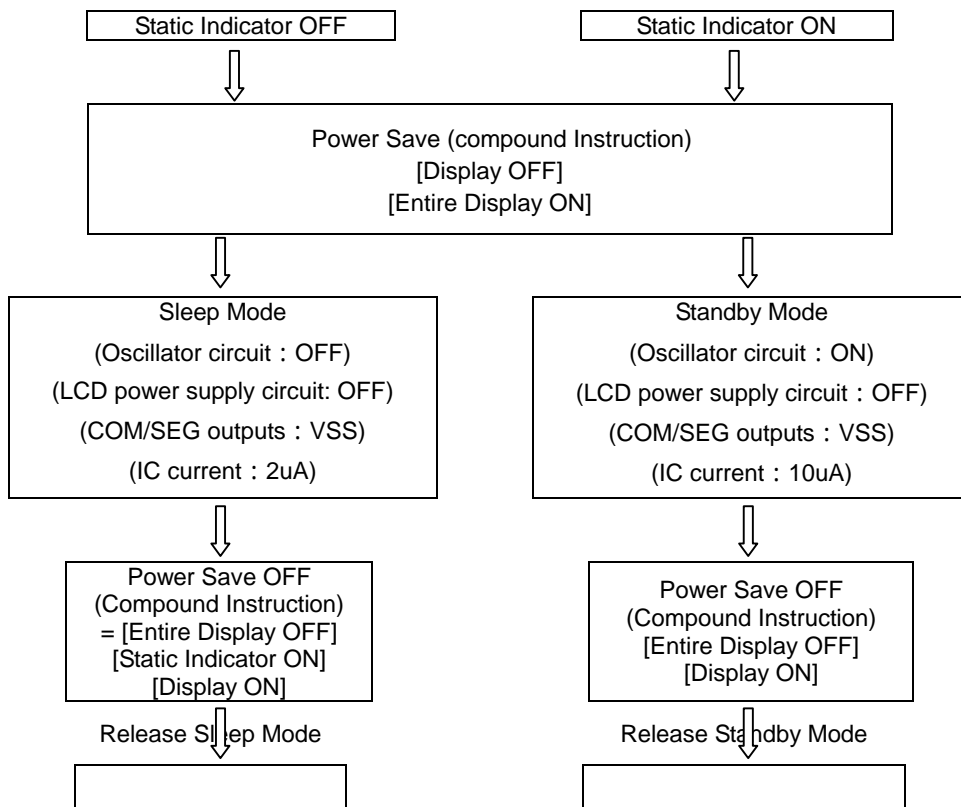 Static Indicator OFF
Static Indicator ON
Power Save (compound Instruction)
[Display OFF]
[Entire Display ON]
Sleep Mode
(Oscillator circuit : OFF)
(LCD power supply circuit: OFF)
(COM/SEG outputs : VSS)
(IC current : 2uA)
Standby Mode
(Oscillator circuit : ON)
(LCD power supply circuit : OFF)
(COM/SEG outputs : VSS)
(IC current : 10uA)
Power Save OFF
(Compound Instruction)
= [Entire Display OFF]
[Static Indicator ON]
[Display ON]
Power Save OFF
(Compound Instruction)
[Entire Display OFF]
[Display ON]
Release Sleep Mode
Release Standby Mode